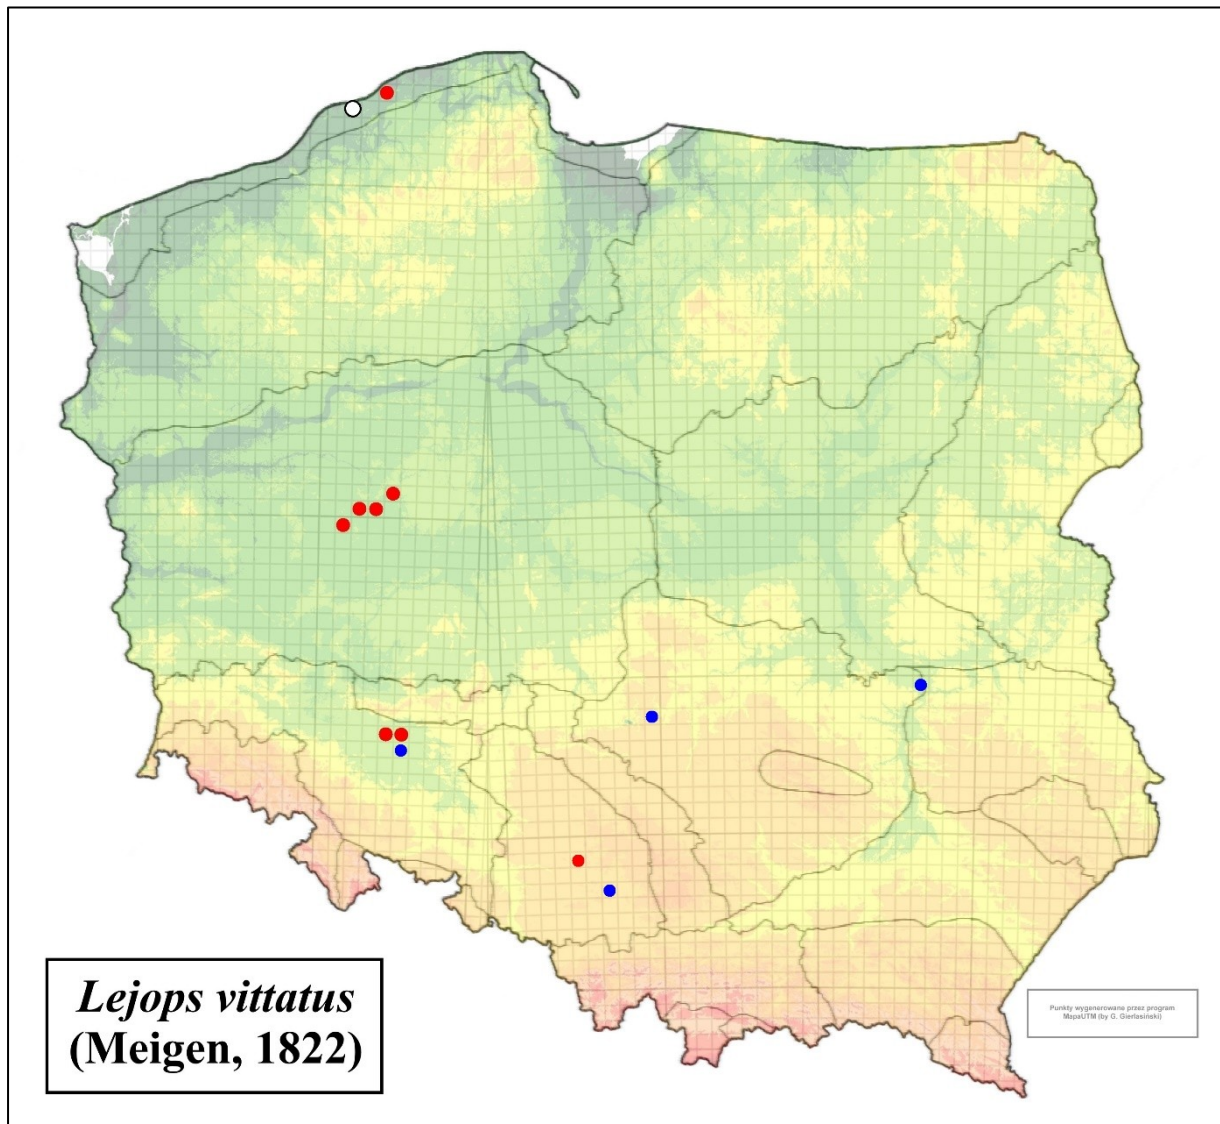 Lejops vittatus
(Meigen, 1822)
Punkty wygenerowane przez program
MapaUTM (by G. Gierlasiński)